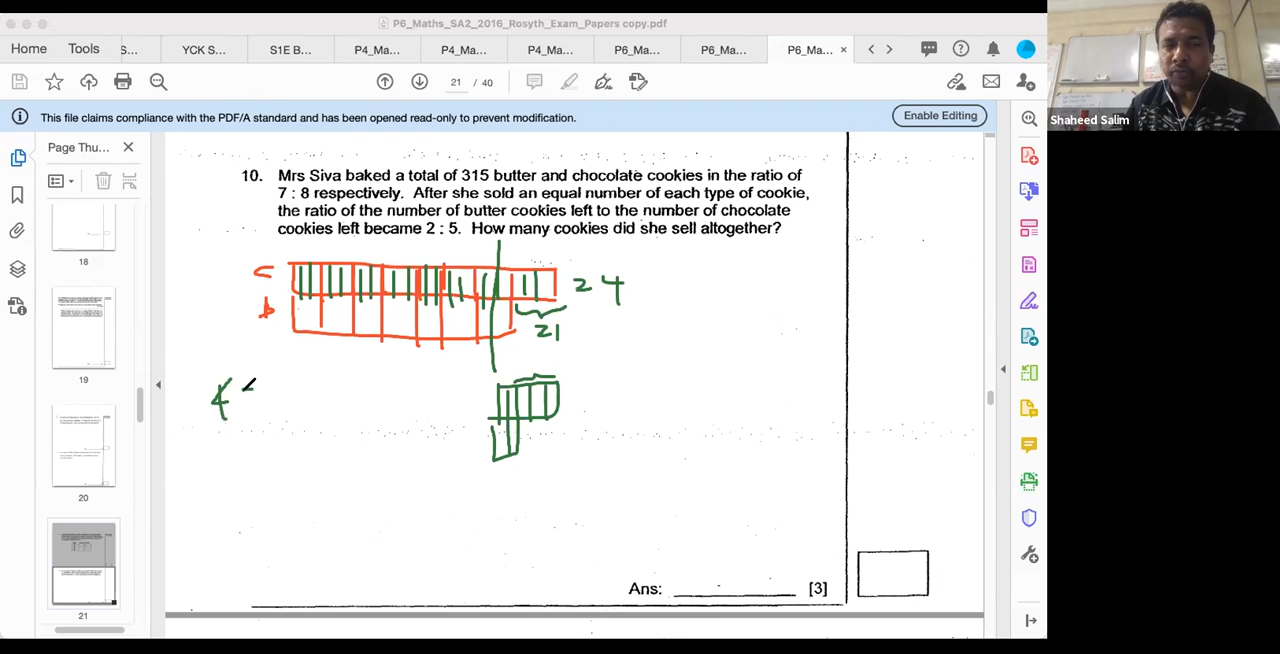 P6_Maths_SA2_2016_Rosyth_Exam_Papers copy.pdf
Home Tools S... YCK S... S1E B... P4_Ma... P4_Ma... P4_Ma... P6_Ma... P6_Ma... P6_Ma... ×
21 / 40
This file claims compliance with the PDF/A standard and has been opened read-only to prevent modification.
Enable Editing
Shaheed Salim
Page Thu...
18
19
20
21
10. Mrs Siva baked a total of 315 butter and chocolate cookies in the ratio of
7 : 8 respectively. After she sold an equal number of each type of cookie,
the ratio of the number of butter cookies left to the number of chocolate
cookies left became 2 : 5. How many cookies did she sell altogether?
c
24
b
21
Ans: [3]